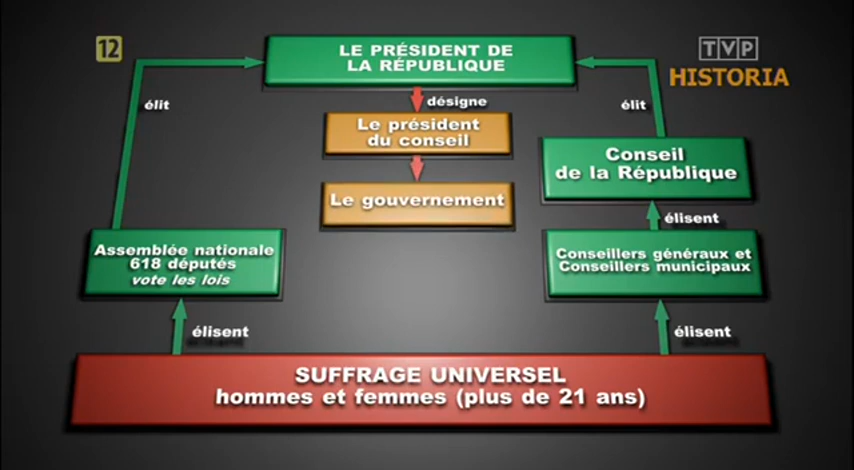 12
TVP
HISTORIA
LE PRÉSIDENT DE
LA RÉPUBLIQUE
élit
désigne
élit
Le président
du conseil
Conseil
de la République
Le gouvernement
élisent
Assemblée nationale
618 députés
vote les lois
Conseillers généraux et
Conseillers municipaux
élisent
élisent
SUFFRAGE UNIVERSEL
hommes et femmes (plus de 21 ans)